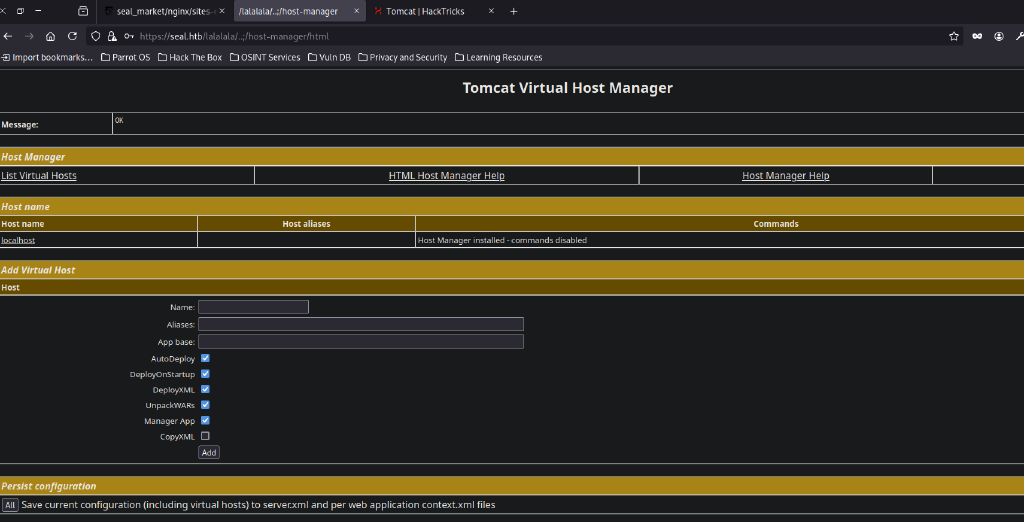 seal_market/nginx/sites-
/lalalala/..;/host-manager
Tomcat | HackTricks
https://seal.htb/lalalala/..;/host-manager/html
Import bookmarks... Parrot OS Hack The Box OSINT Services Vuln DB Privacy and Security Learning Resources
Tomcat Virtual Host Manager
Message: OK
Host Manager
List Virtual Hosts HTML Host Manager Help Host Manager Help
Host name
Host name Host aliases Commands
localhost Host Manager installed - commands disabled
Add Virtual Host
Host
Name:
Aliases:
App base:
AutoDeploy
DeployOnStartup
DeployXML
UnpackWARs
Manager App
CopyXML
Add
Persist configuration
All Save current configuration (including virtual hosts) to server.xml and per web application context.xml files